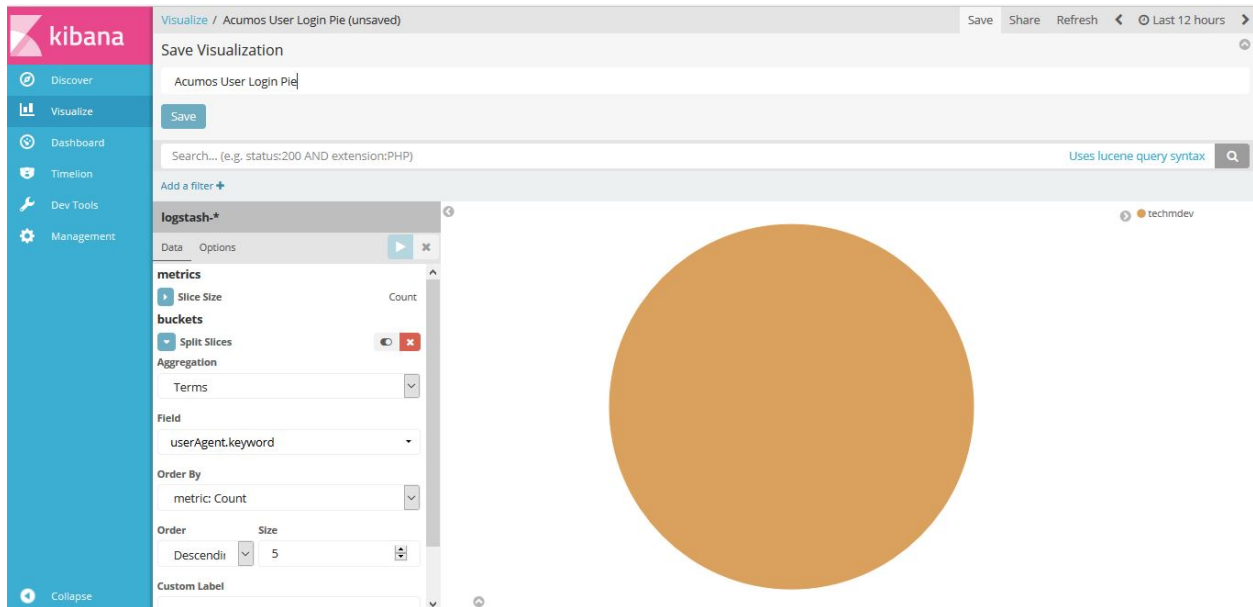 kibana
Discover
Visualize
Dashboard
Timelion
Dev Tools
Management
Collapse
Visualize / Acumos User Login Pie (unsaved)
Save Share Refresh Last 12 hours
Save Visualization
Acumos User Login Pie
Save
Search... (e.g. status:200 AND extension:PHP) Uses lucene query syntax
Add a filter
logstash-*
Data Options
metrics
Slice Size Count
buckets
Split Slices
Aggregation
Terms
Field
userAgent.keyword
Order By
metric: Count
Order Size
Descendin 5
Custom Label
techmdev